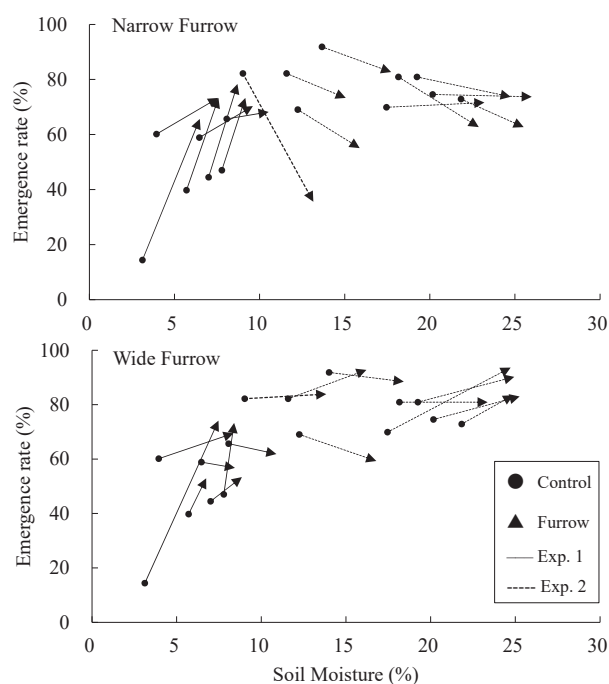 Narrow Furrow
Emergence rate (%)
100
80
60
40
20
0
0 5 10 15 20 25 30
Wide Furrow
Emergence rate (%)
100
80
60
40
20
0
0 5 10 15 20 25 30
Soil Moisture (%)
Control
Furrow
Exp. 1
Exp. 2